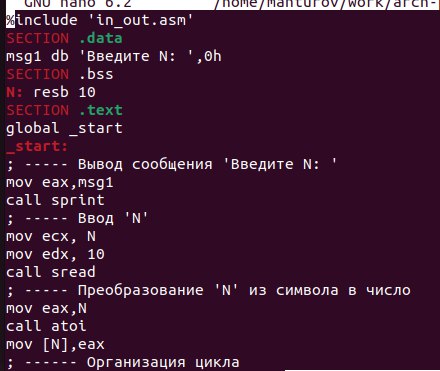 GNU nano 6.2 /home/manturov/work/arch-
%include 'in_out.asm'
SECTION .data
msg1 db 'Введите N: ',0h
SECTION .bss
N: resb 10
SECTION .text
global _start
_start:
; ----- Вывод сообщения 'Введите N: '
mov eax,msg1
call sprint
; ----- Ввод 'N'
mov ecx, N
mov edx, 10
call sread
; ----- Преобразование 'N' из символа в число
mov eax,N
call atoi
mov [N],eax
; ------ Организация цикла